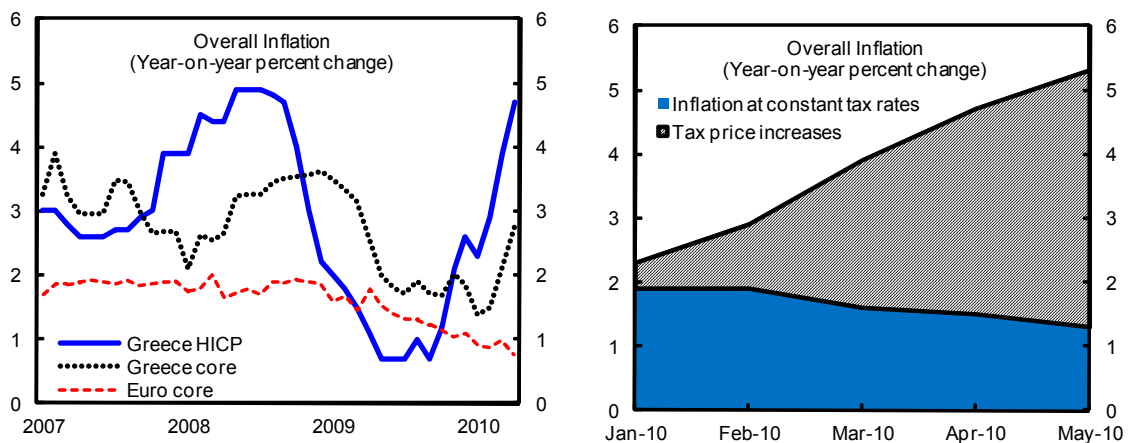 Overall Inflation
(Year-on-year percent change)
6
6
5
5
4
4
3
3
2
2
1
1
0
0
Greece HICP
Greece core
Euro core
2007
2008
2009
2010
Overall Inflation
(Year-on-year percent change)
Inflation at constant tax rates
Tax price increases
6
6
5
5
4
4
3
3
2
2
1
1
0
0
Jan-10
Feb-10
Mar-10
Apr-10
May-10